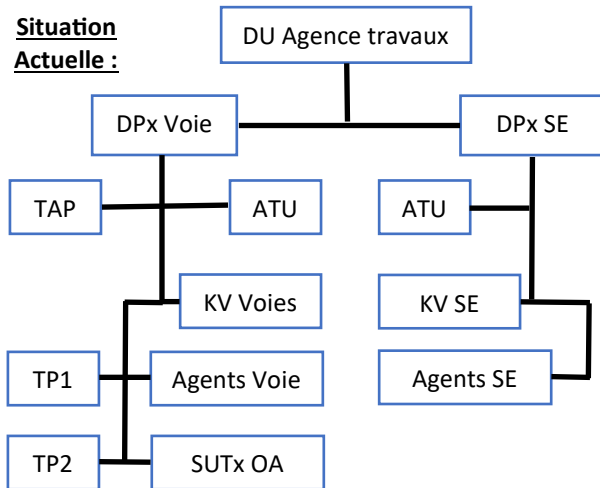 Situation
Actuelle :
DU Agence travaux
DPx Voie
DPx SE
TAP
ATU
ATU
KV Voies
KV SE
TP1
Agents Voie
Agents SE
TP2
SUTx OA